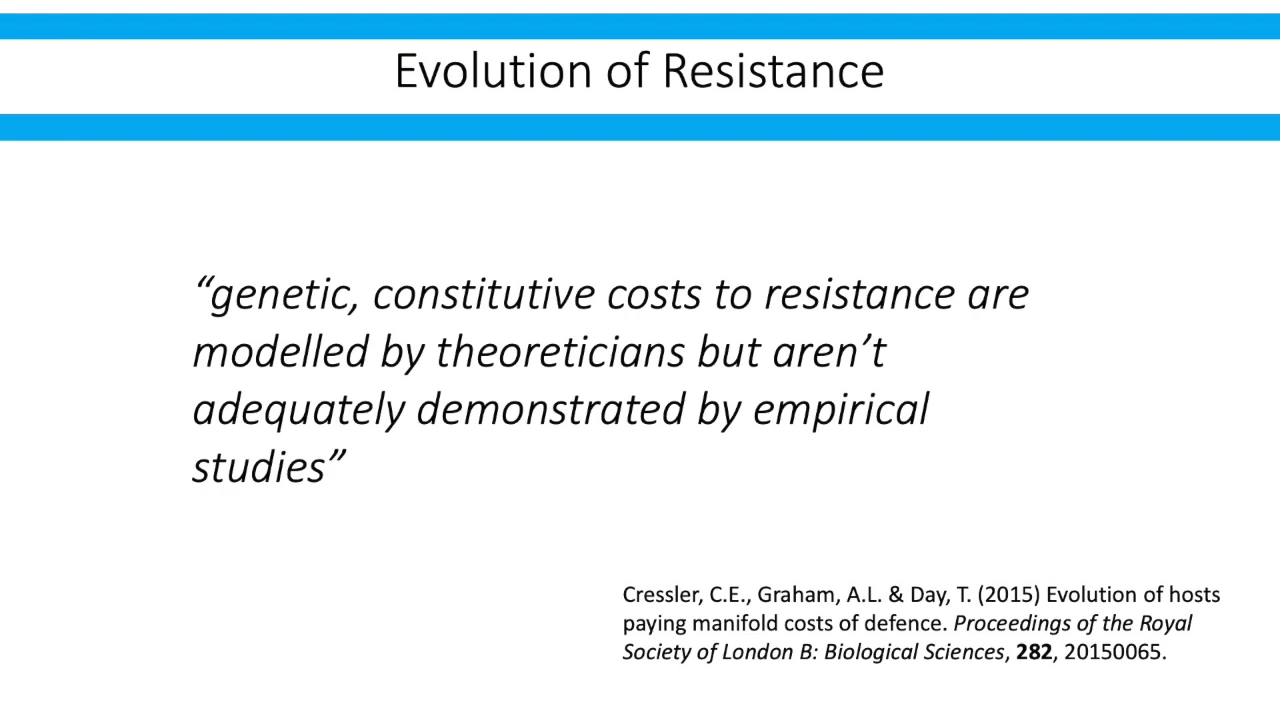 Evolution of Resistance
“genetic, constitutive costs to resistance are
modelled by theoreticians but aren’t
adequately demonstrated by empirical
studies”
Cressler, C.E., Graham, A.L. & Day, T. (2015) Evolution of hosts
paying manifold costs of defence. Proceedings of the Royal
Society of London B: Biological Sciences, 282, 20150065.